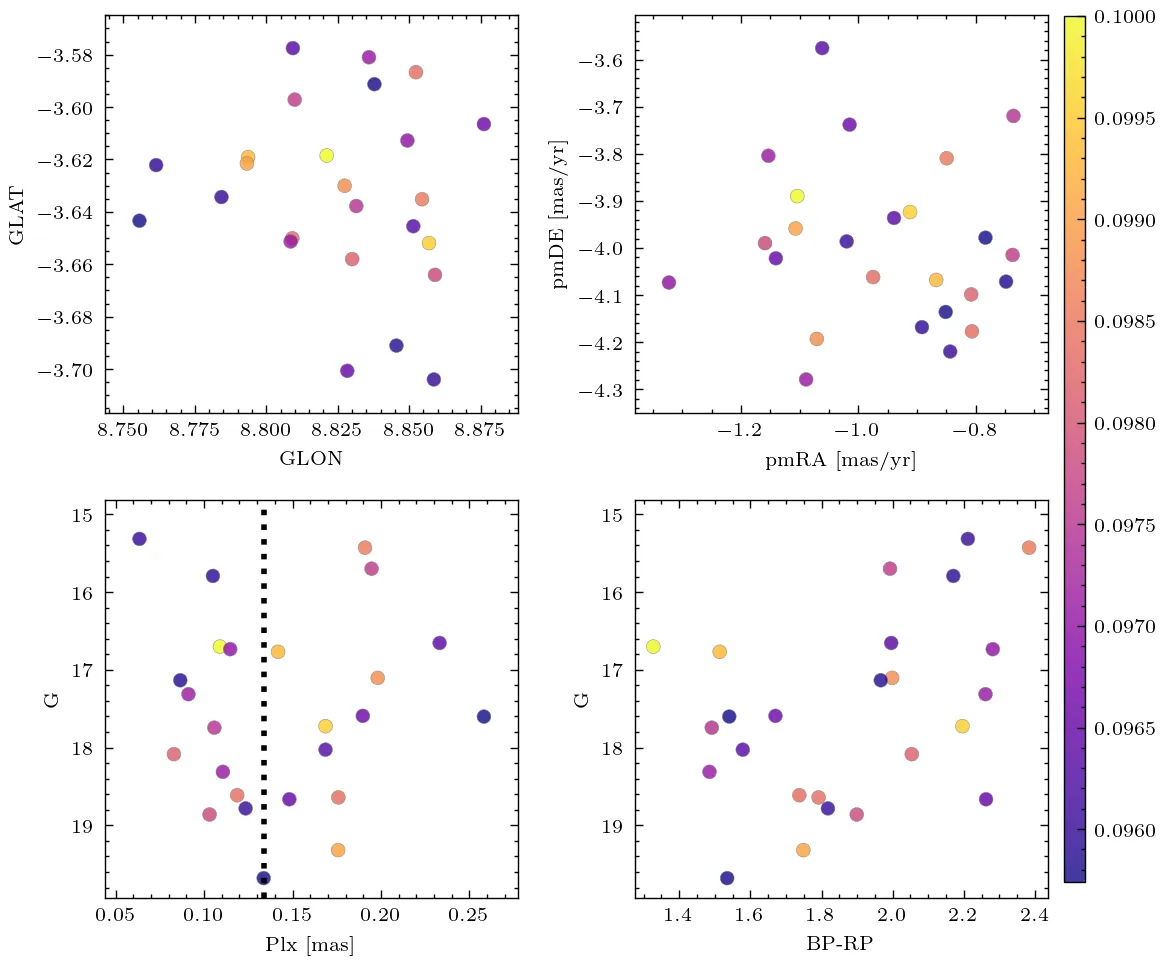 −3.58
−3.60
−3.62
−3.64
−3.66
−3.68
−3.70
GLAT
8.750 8.775 8.800 8.825 8.850 8.875
GLON
−3.6
−3.7
−3.8
−3.9
−4.0
−4.1
−4.2
−4.3
pmDE [mas/yr]
−1.2 −1.0 −0.8
pmRA [mas/yr]
0.1000
0.0995
0.0990
0.0985
0.0980
0.0975
0.0970
0.0965
0.0960
15
16
17
18
19
G
0.05 0.10 0.15 0.20 0.25
Plx [mas]
15
16
17
18
19
G
1.4 1.6 1.8 2.0 2.2 2.4
BP-RP